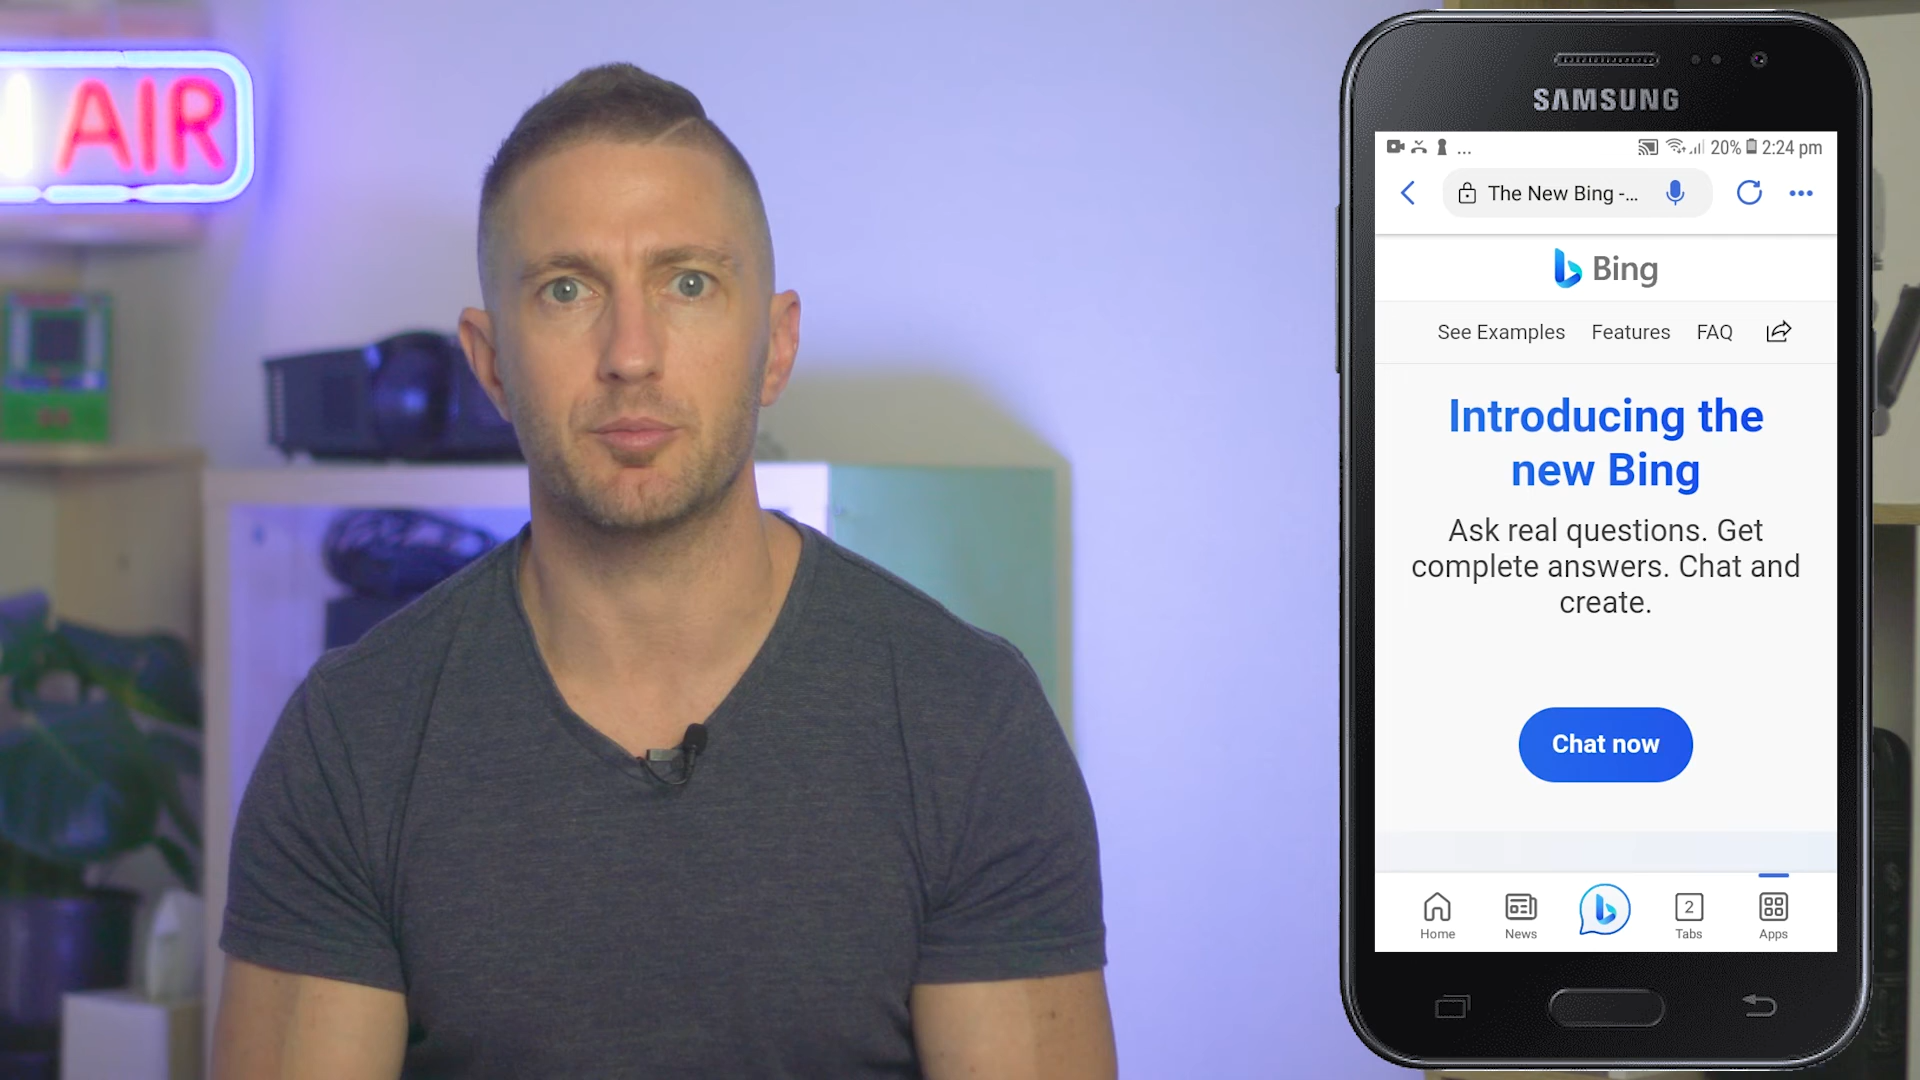 AIR
SAMSUNG
... 20% 2:24 pm
The New Bing -...
Bing
See Examples Features FAQ
Introducing the
new Bing
Ask real questions. Get
complete answers. Chat and
create.
Chat now
2
Home News Tabs Apps